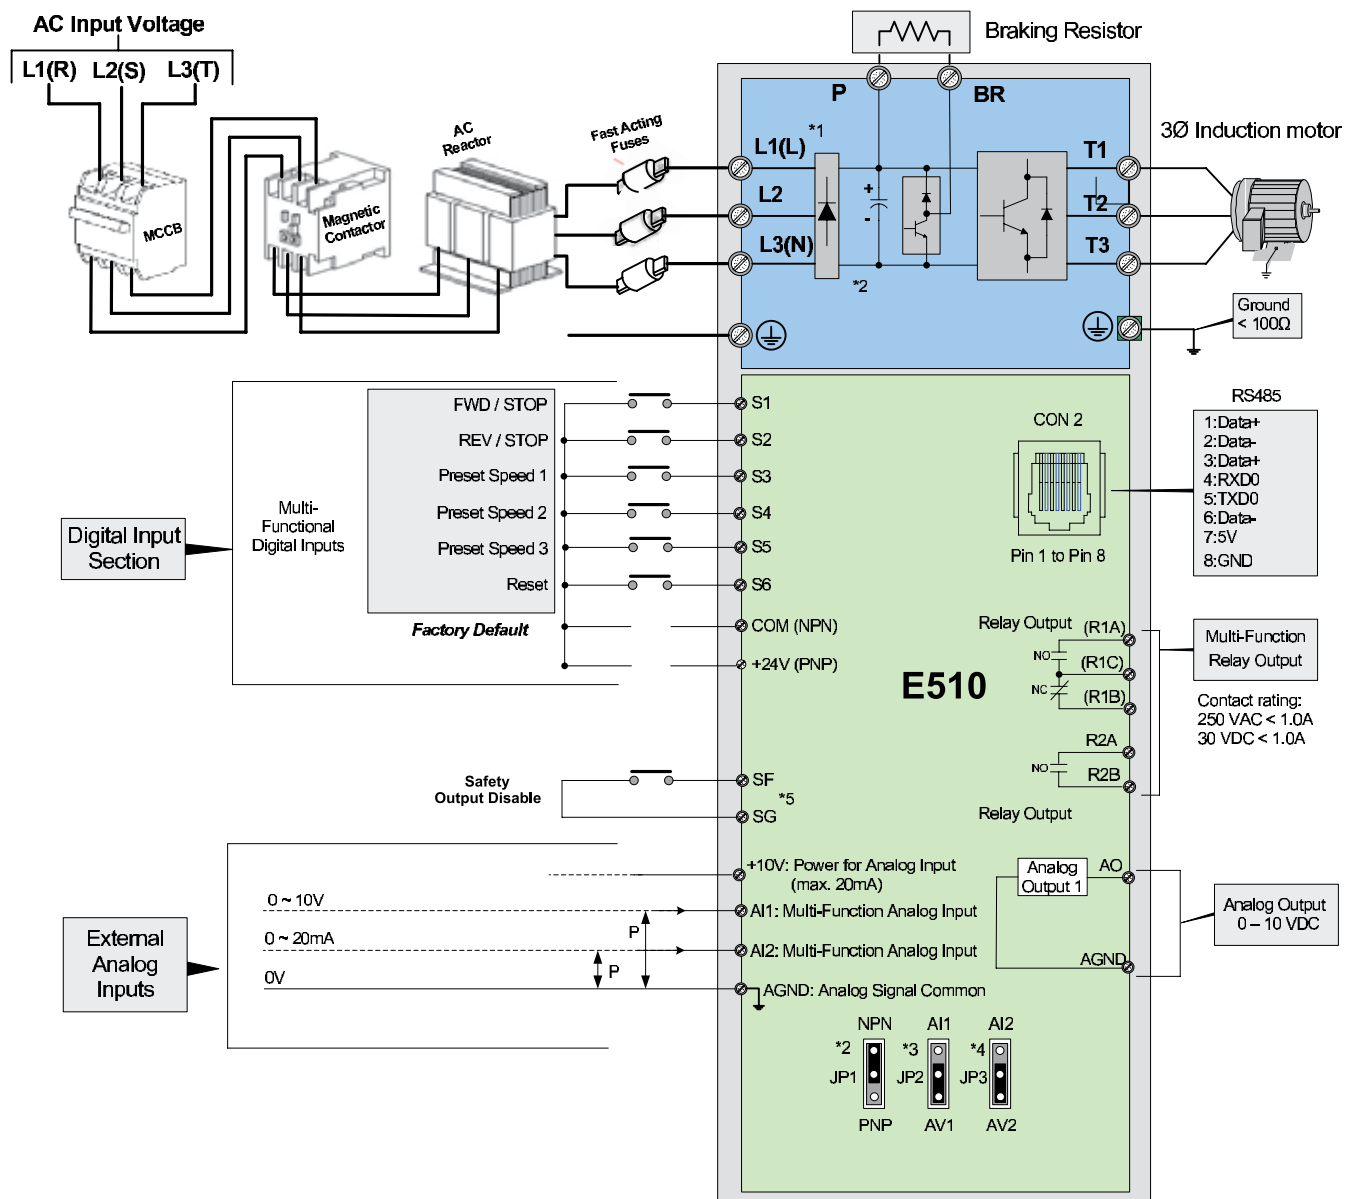 AC Input Voltage
L1(R) L2(S) L3(T)
MCCB
Magnetic
Contactor
AC
Reactor
Fast Acting
Fuses
Braking Resistor
P
BR
L1(L)
*1
L2
L3(N)
*2
+
-
T1
T2
T3
3Ø Induction motor
Ground
< 100Ω
Digital Input
Section
Multi-
Functional
Digital Inputs
FWD / STOP
REV / STOP
Preset Speed 1
Preset Speed 2
Preset Speed 3
Reset
Factory Default
S1
S2
S3
S4
S5
S6
COM (NPN)
+24V (PNP)
CON 2
Pin 1 to Pin 8
RS485
1:Data+
2:Data-
3:Data+
4:RXD0
5:TXD0
6:Data-
7:5V
8:GND
E510
Relay Output
(R1A)
NO
(R1C)
NC
(R1B)
R2A
NO
R2B
Relay Output
Multi-Function
Relay Output
Contact rating:
250 VAC < 1.0A
30 VDC < 1.0A
Safety
Output Disable
SF
*5
SG
External
Analog
Inputs
+10V: Power for Analog Input
(max. 20mA)
0 ~ 10V
AI1: Multi-Function Analog Input
P
0 ~ 20mA
AI2: Multi-Function Analog Input
P
0V
AGND: Analog Signal Common
Analog
Output 1
AO
AGND
Analog Output
0 – 10 VDC
NPN AI1 AI2
*2 *3 *4
JP1 JP2 JP3
PNP AV1 AV2